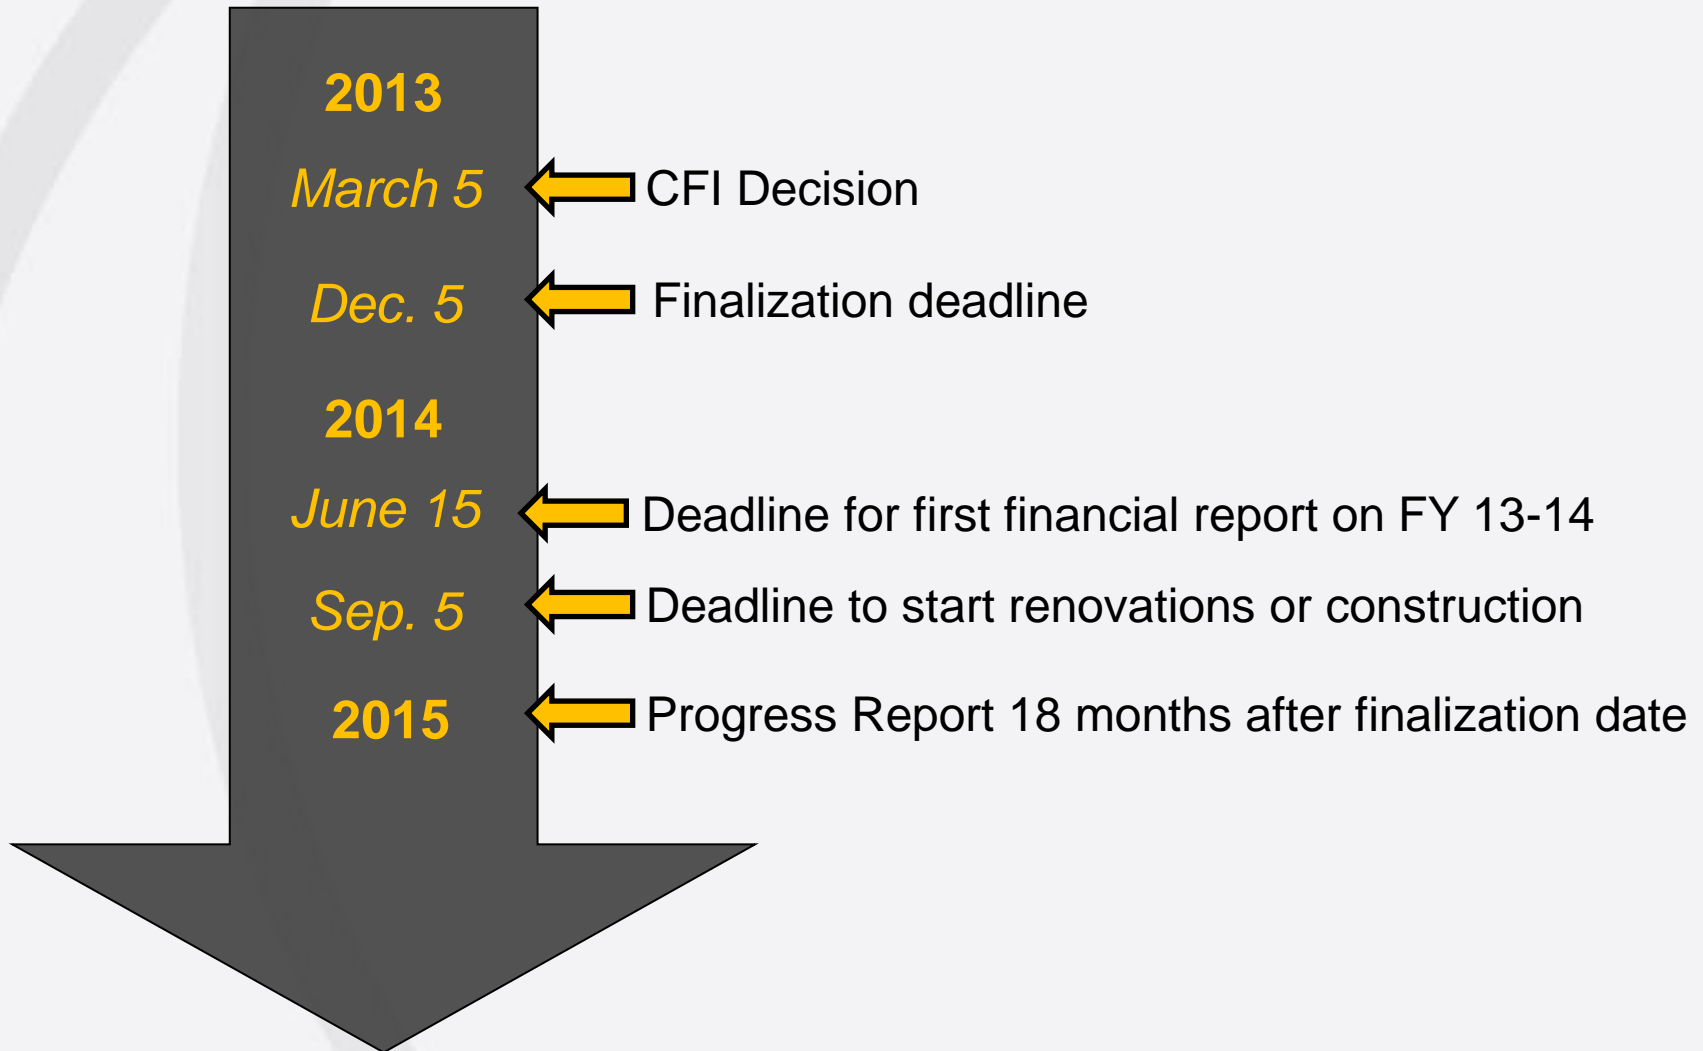 2013
March 5 CFI Decision
Dec. 5 Finalization deadline
2014
June 15 Deadline for first financial report on FY 13-14
Sep. 5 Deadline to start renovations or construction
2015 Progress Report 18 months after finalization date